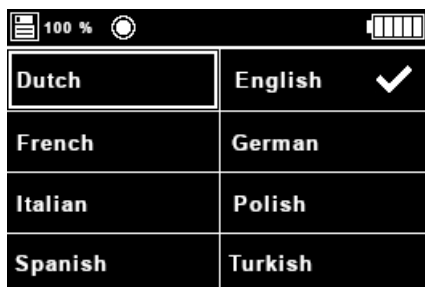 100 %
Dutch English
French German
Italian Polish
Spanish Turkish